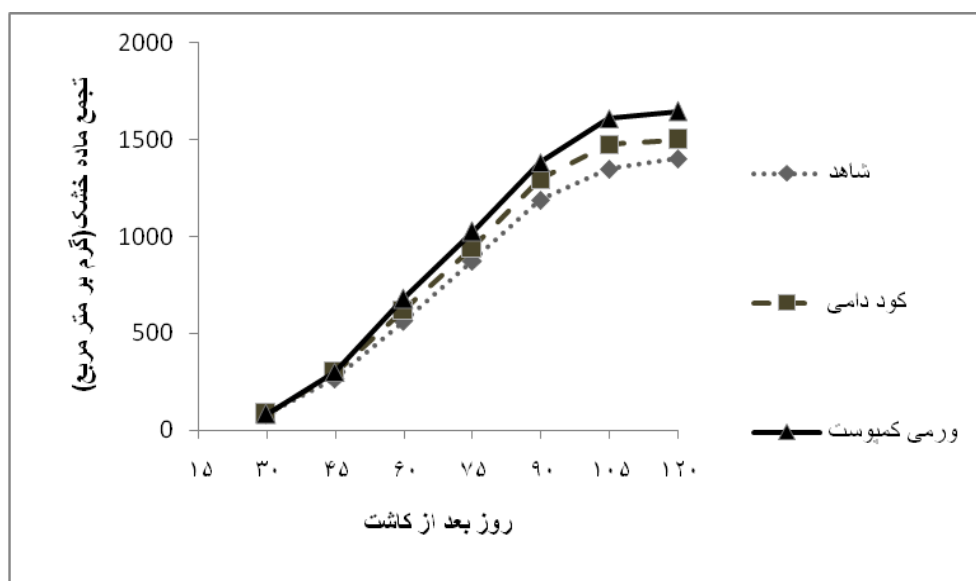 2000
1500
1000
500
0
تجمع ماده خشک(گرم بر متر مربع)
۱۵ ۳۰ ۴۵ ۶۰ ۷۵ ۹۰ ۱۰۵ ۱۲۰
روز بعد از کاشت
شاهد
کود دامی
ورمی کمپوست